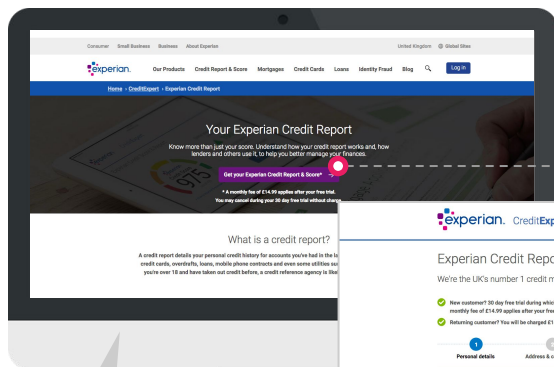 Consumer Small Business Business About Experian United Kingdom Global Sites
experian. Our Products Credit Report & Score Mortgages Credit Cards Loans Identity Fraud Blog Log in
Home › CreditExpert › Experian Credit Report
Your Experian Credit Report
Know more than just your score. Understand how your credit report works and, how
lenders and others use it, to help you better manage your finances.
975
Get your Experian Credit Report & Score*
* A monthly fee of £14.99 applies after your free trial.
You may cancel during your 30 day free trial without charge.
What is a credit report?
A credit report details your personal credit history for accounts you've had in the la
credit cards, overdrafts, loans, mobile phone contracts and even some utilities su
you're over 18 and have taken out credit before, a credit reference agency is like
experian. CreditExp
Experian Credit Repo
We're the UK's number 1 credit m
New customer? 30 day free trial during whic
monthly fee of £14.99 applies after your free
Returning customer? You will be charged £1
1
Personal details Address & c